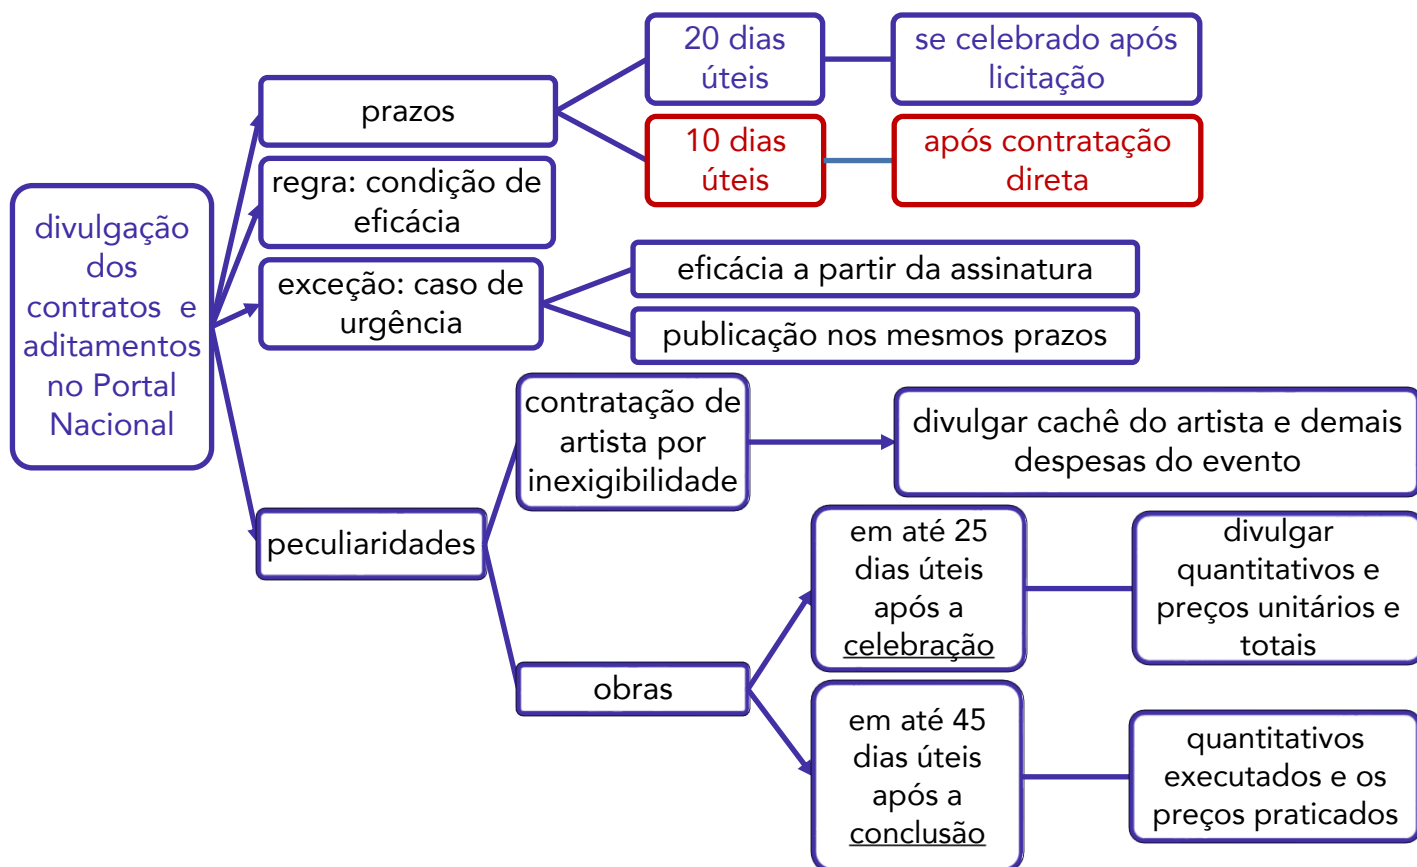 divulgação
dos
contratos e
aditamentos
no Portal
Nacional
prazos
20 dias
úteis
se celebrado após
licitação
10 dias
úteis
após contratação
direta
regra: condição de
eficácia
exceção: caso de
urgência
eficácia a partir da assinatura
publicação nos mesmos prazos
peculiaridades
contratação de
artista por
inexigibilidade
divulgar cachê do artista e demais
despesas do evento
obras
em até 25
dias úteis
após a
celebração
divulgar
quantitativos e
preços unitários e
totais
em até 45
dias úteis
após a
conclusão
quantitativos
executados e os
preços praticados